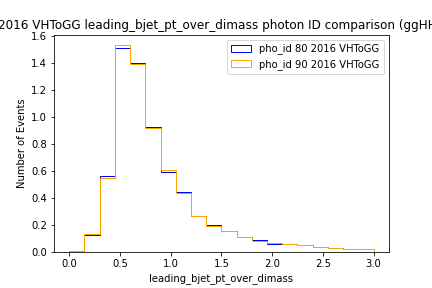 2016 VHToGG leading_bjet_pt_over_dimass photon ID comparison (ggHH
pho_id 80 2016 VHToGG
pho_id 90 2016 VHToGG
Number of Events
1.6
1.4
1.2
1.0
0.8
0.6
0.4
0.2
0.0
0.0 0.5 1.0 1.5 2.0 2.5 3.0
leading_bjet_pt_over_dimass